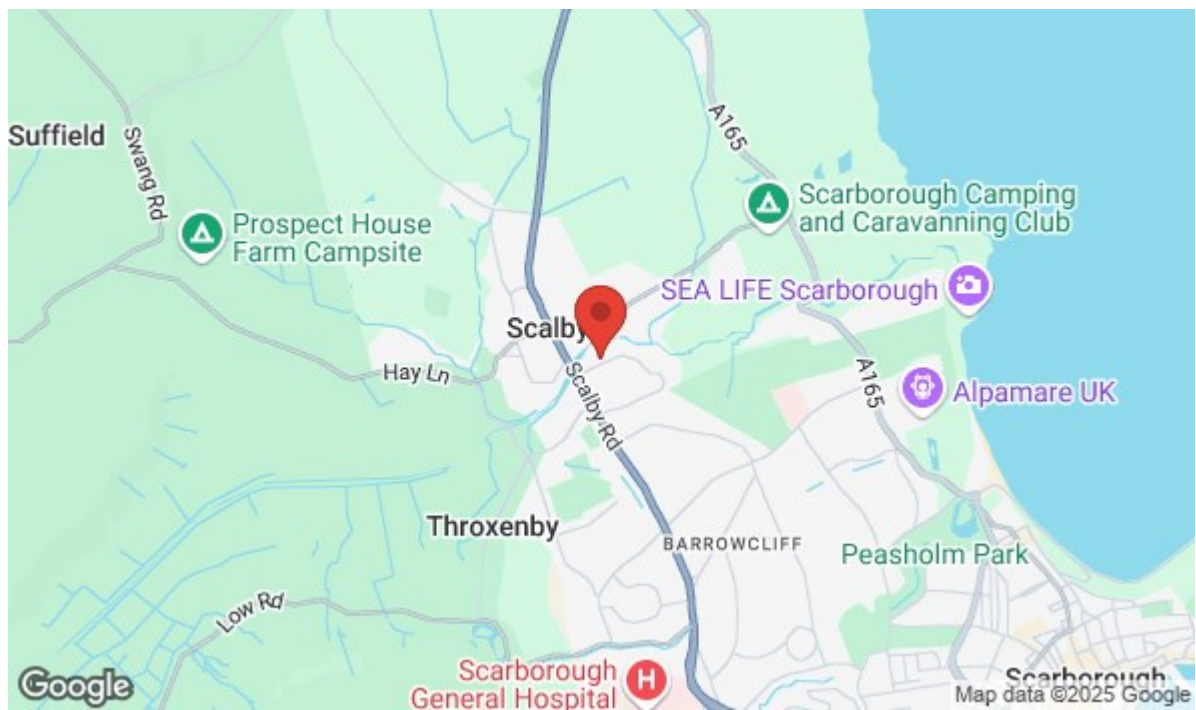 A165
Suffield
Swang Rd
Scarborough Camping
and Caravanning Club
Prospect House
Farm Campsite
SEA LIFE Scarborough
Scalby
Hay Ln
Scalby Rd
A165
Alpamare UK
Throxenby
BARROWCLIFF
Peasholm Park
Low Rd
Scarborough
General Hospital
H
Scarborough
Google
Map data ©2025 Google